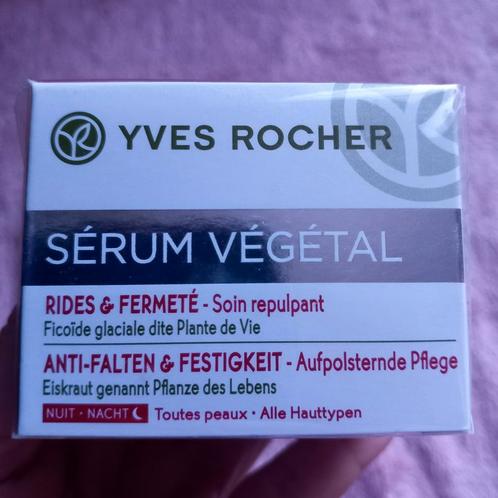 YVES ROCHER
SÉRUM VÉGÉTAL
RIDES & FERMETÉ - Soin repulpant
Ficoïde glaciale dite Plante de Vie
ANTI-FALTEN & FESTIGKEIT - Aufpolsternde Pflege
Eiskraut genannt Pflanze des Lebens
NUIT • NACHT Toutes peaux • Alle Hauttypen